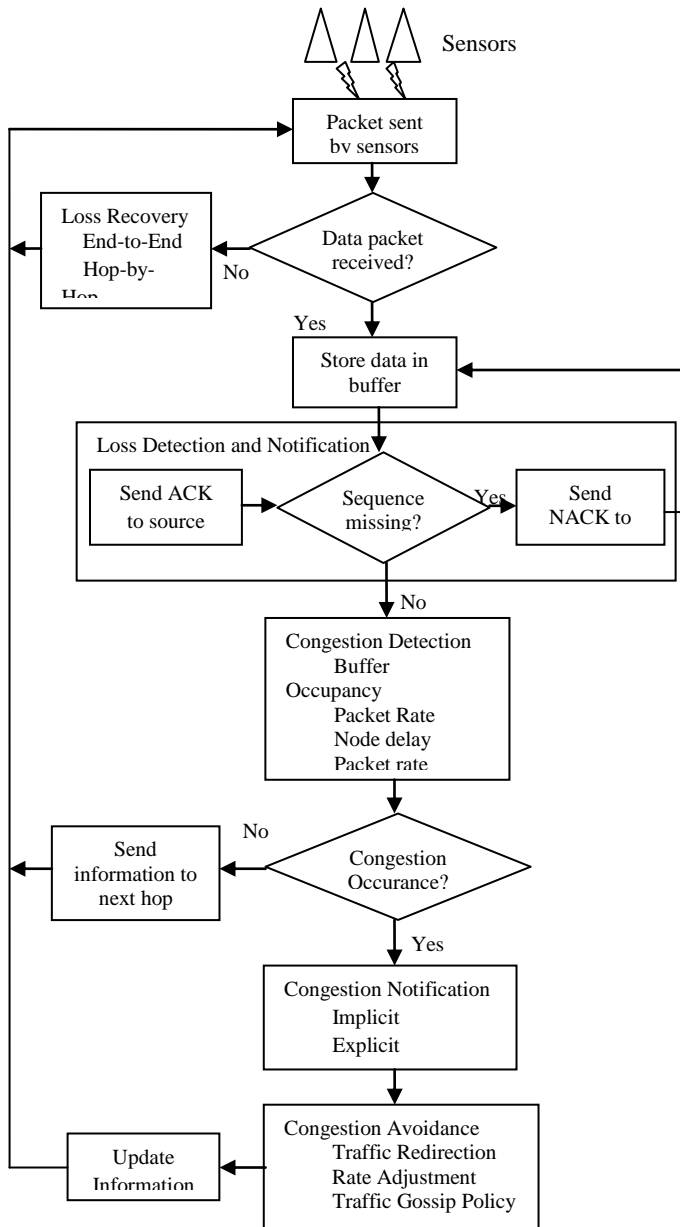 Sensors
Packet sent
by sensors
Loss Recovery
End-to-End
Hop-by-
Hop
Data packet
received?
No
Yes
Store data in
buffer
Loss Detection and Notification
Send ACK
to source
Sequence
missing?
Yes
Send
NACK to
No
Congestion Detection
Buffer
Occupancy
Packet Rate
Node delay
Packet rate
No
Send
information to
next hop
Congestion
Occurance?
Yes
Congestion Notification
Implicit
Explicit
Congestion Avoidance
Traffic Redirection
Rate Adjustment
Traffic Gossip Policy
Update
Information